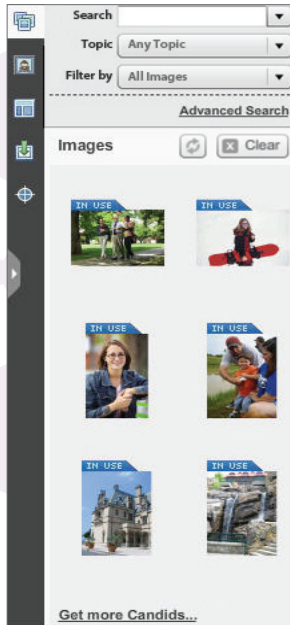 Search
Topic Any Topic
Filter by All Images
Advanced Search
Images Clear
IN USE IN USE
IN USE IN USE
IN USE IN USE
Get more Candids...